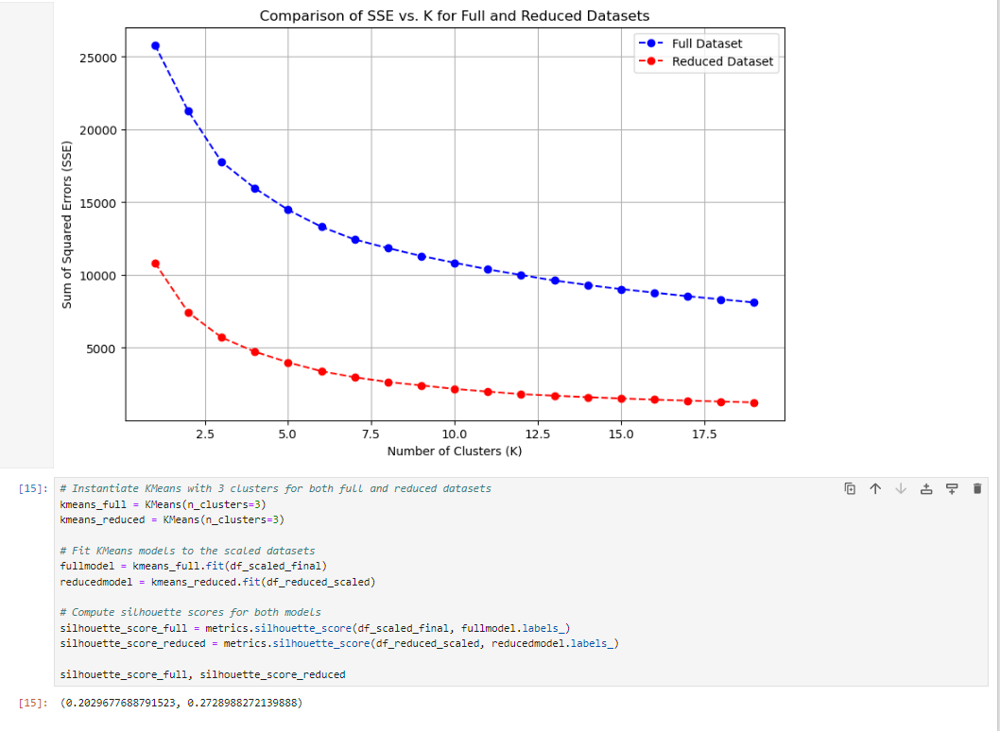 Comparison of SSE vs. K for Full and Reduced Datasets
Full Dataset
Reduced Dataset
25000
20000
15000
10000
5000
Sum of Squared Errors (SSE)
2.5 5.0 7.5 10.0 12.5 15.0 17.5
Number of Clusters (K)
[15]: # Instantiate KMeans with 3 clusters for both full and reduced datasets
kmeans_full = KMeans(n_clusters=3)
kmeans_reduced = KMeans(n_clusters=3)
# Fit KMeans models to the scaled datasets
fullmodel = kmeans_full.fit(df_scaled_final)
reducedmodel = kmeans_reduced.fit(df_reduced_scaled)
# Compute silhouette scores for both models
silhouette_score_full = metrics.silhouette_score(df_scaled_final, fullmodel.labels_)
silhouette_score_reduced = metrics.silhouette_score(df_reduced_scaled, reducedmodel.labels_)
silhouette_score_full, silhouette_score_reduced
[15]: (0.2029677688791523, 0.2728988272139888)